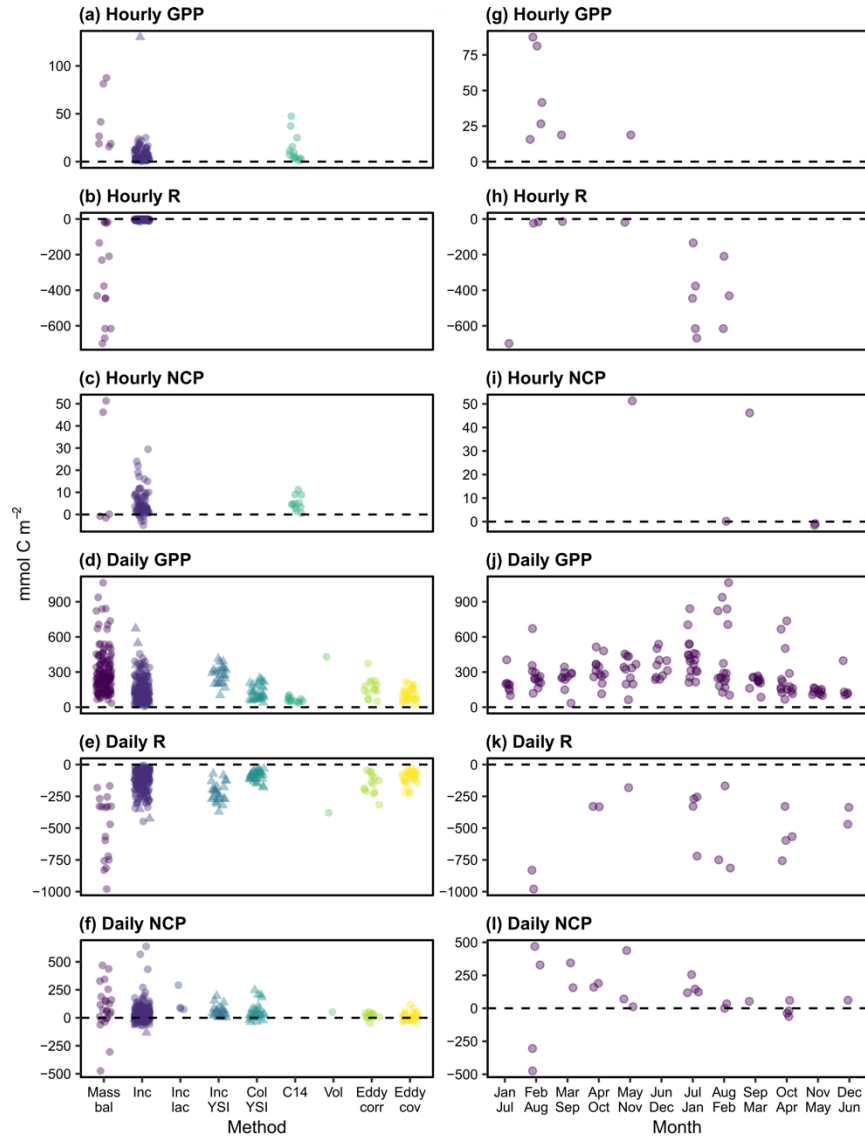 (a) Hourly GPP
100
50
0
(b) Hourly R
0
−200
−400
−600
(c) Hourly NCP
50
40
30
20
10
0
(d) Daily GPP
900
600
300
0
(e) Daily R
0
−250
−500
−750
−1000
(f) Daily NCP
500
250
0
−250
−500
mmol C m⁻²
Mass bal
Inc
Inc lac
Inc YSI
Col YSI
C14
Vol
Eddy corr
Eddy cov
Method
(g) Hourly GPP
75
50
25
0
(h) Hourly R
0
−200
−400
−600
(i) Hourly NCP
50
40
30
20
10
0
(j) Daily GPP
900
600
300
0
(k) Daily R
0
−250
−500
−750
−1000
(l) Daily NCP
500
250
0
−250
−500
Jan Jul
Feb Aug
Mar Sep
Apr Oct
May Nov
Jun Dec
Jul Jan
Aug Feb
Sep Mar
Oct Apr
Nov May
Dec Jun
Month